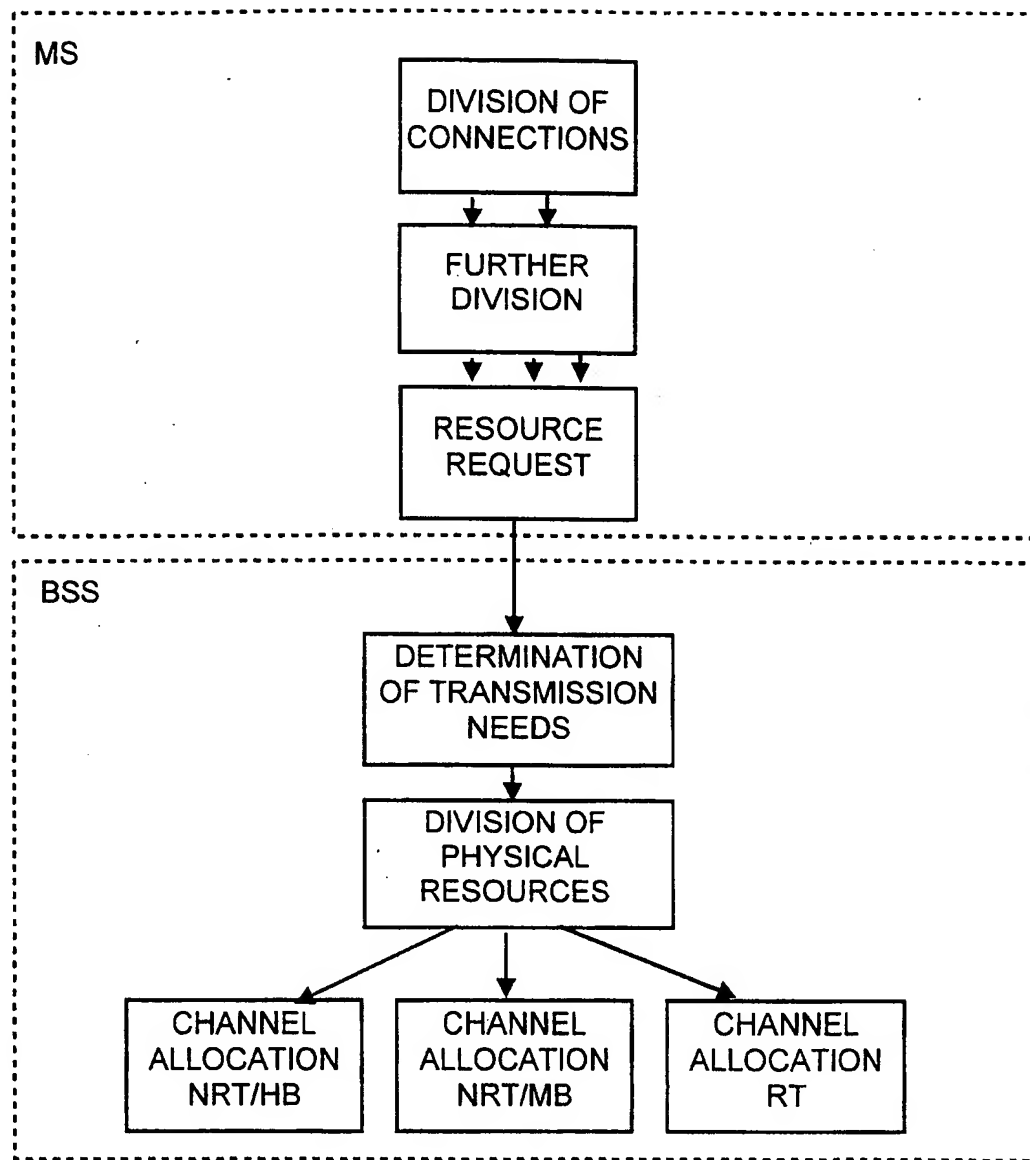 MS
DIVISION OF
CONNECTIONS
FURTHER
DIVISION
RESOURCE
REQUEST
BSS
DETERMINATION
OF TRANSMISSION
NEEDS
DIVISION OF
PHYSICAL
RESOURCES
CHANNEL
ALLOCATION
NRT/HB
CHANNEL
ALLOCATION
NRT/MB
CHANNEL
ALLOCATION
RT